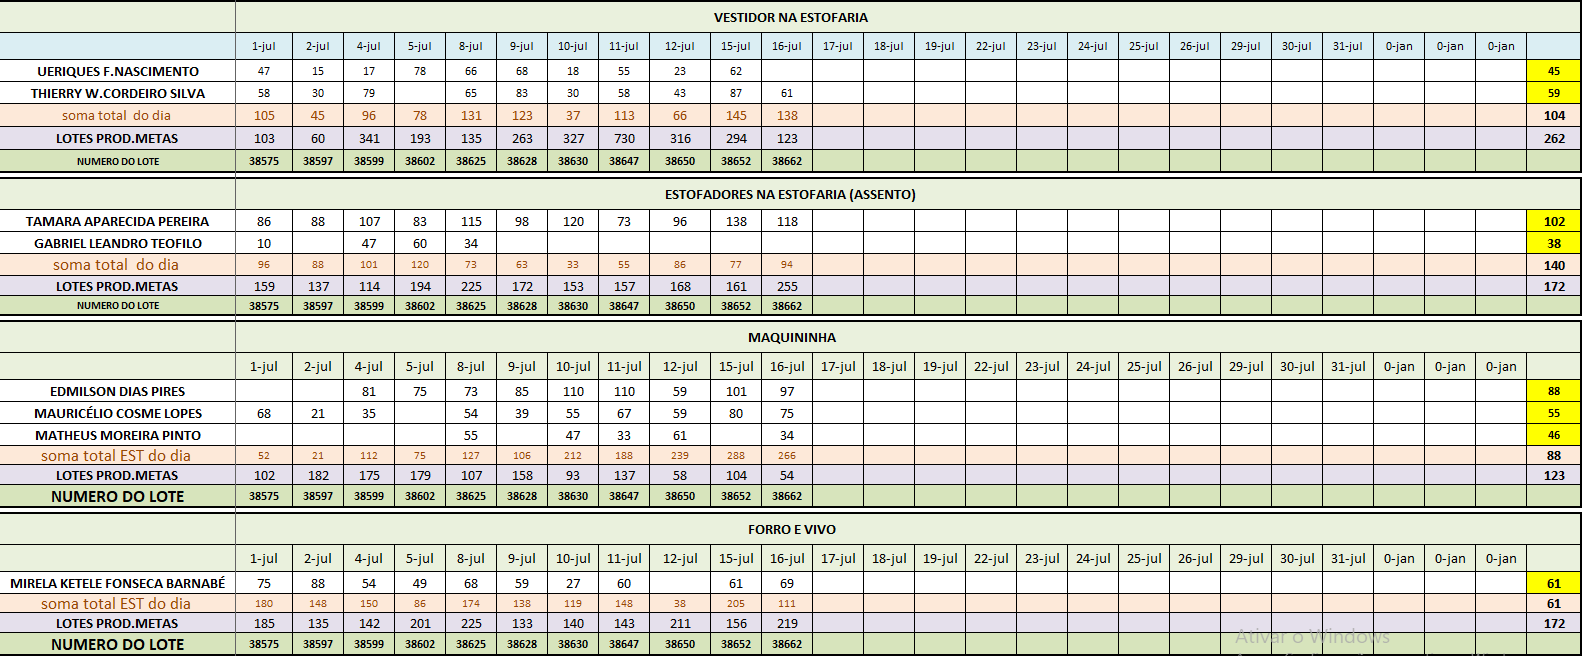 VESTIDOR NA ESTOFARIA
1-jul 2-jul 4-jul 5-jul 8-jul 9-jul 10-jul 11-jul 12-jul 15-jul 16-jul 17-jul 18-jul 19-jul 22-jul 23-jul 24-jul 25-jul 26-jul 29-jul 30-jul 31-jul 0-jan 0-jan 0-jan
UERIQUES F.NASCIMENTO 47 15 17 78 66 68 18 55 23 62 45
THIERRY W.CORDEIRO SILVA 58 30 79 65 83 30 58 43 87 61 59
soma total do dia 105 45 96 78 131 123 37 113 66 145 138 104
LOTES PROD.METAS 103 60 341 193 135 263 327 730 316 294 123 262
NUMERO DO LOTE 38575 38597 38599 38602 38625 38628 38630 38647 38650 38652 38662
ESTOFADORES NA ESTOFARIA (ASSENTO)
TAMARA APARECIDA PEREIRA 86 88 107 83 115 98 120 73 96 138 118 102
GABRIEL LEANDRO TEOFILO 10 47 60 34 38
soma total do dia 96 88 101 120 73 63 33 55 86 77 94 140
LOTES PROD.METAS 159 137 114 194 225 172 153 157 168 161 255 172
NUMERO DO LOTE 38575 38597 38599 38602 38625 38628 38630 38647 38650 38652 38662
MAQUININHA
1-jul 2-jul 4-jul 5-jul 8-jul 9-jul 10-jul 11-jul 12-jul 15-jul 16-jul 17-jul 18-jul 19-jul 22-jul 23-jul 24-jul 25-jul 26-jul 29-jul 30-jul 31-jul 0-jan 0-jan 0-jan
EDMILSON DIAS PIRES 81 75 73 85 110 110 59 101 97 88
MAURICÉLIO COSME LOPES 68 21 35 54 39 55 67 59 80 75 55
MATHEUS MOREIRA PINTO 55 47 33 61 34 46
soma total EST do dia 52 21 112 75 127 106 212 188 239 288 266 88
LOTES PROD.METAS 102 182 175 179 107 158 93 137 58 104 54 123
NUMERO DO LOTE 38575 38597 38599 38602 38625 38628 38630 38647 38650 38652 38662
FORRO E VIVO
1-jul 2-jul 4-jul 5-jul 8-jul 9-jul 10-jul 11-jul 12-jul 15-jul 16-jul 17-jul 18-jul 19-jul 22-jul 23-jul 24-jul 25-jul 26-jul 29-jul 30-jul 31-jul 0-jan 0-jan 0-jan
MIRELA KETELE FONSECA BARNABÉ 75 88 54 49 68 59 27 60 61 69 61
soma total EST do dia 180 148 150 86 174 138 119 148 38 205 111 61
LOTES PROD.METAS 185 135 142 201 225 133 140 143 211 156 219 172
Ativar o Windows
NUMERO DO LOTE 38575 38597 38599 38602 38625 38628 38630 38647 38650 38652 38662